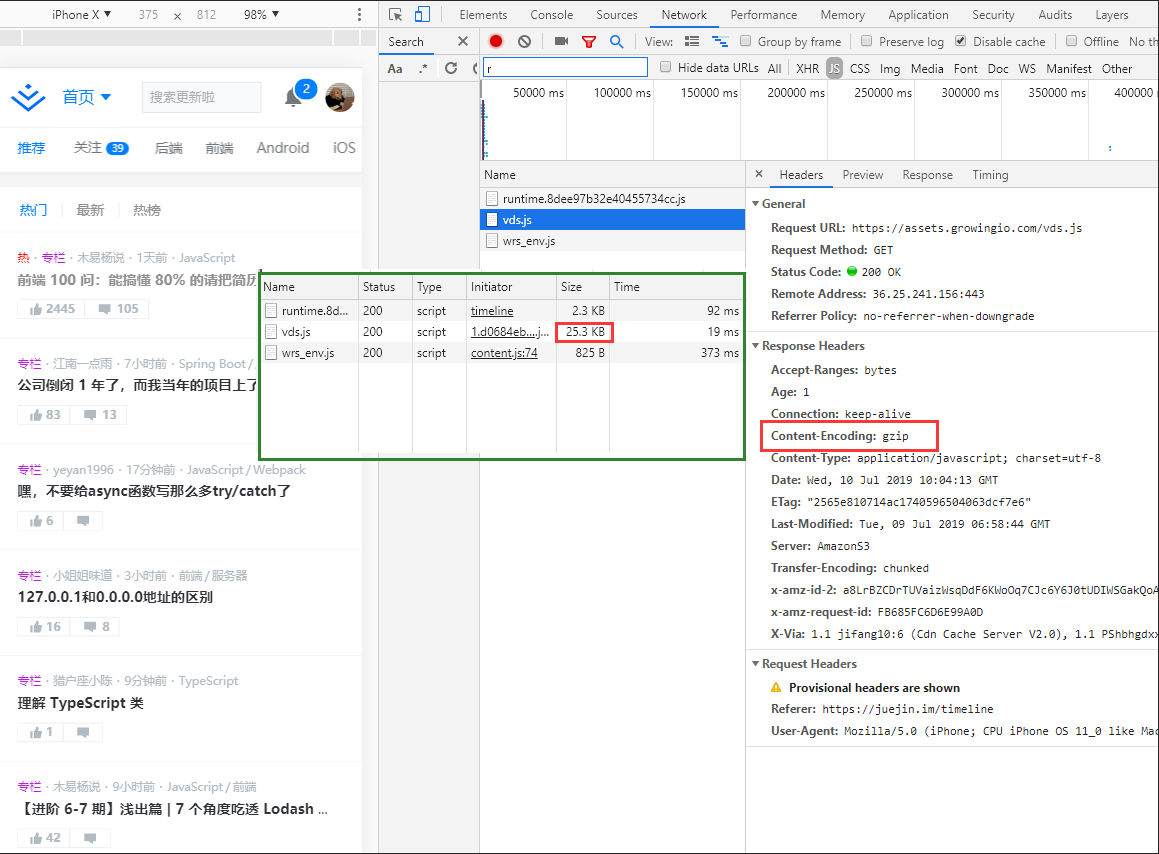 iPhone X ▼ 375 × 812 98% ▼
Elements Console Sources Network Performance Memory Application Security Audits Layers
Search
View: Group by frame Preserve log Disable cache Offline No th
Aa .* r Hide data URLs All XHR JS CSS Img Media Font Doc WS Manifest Other
50000 ms 100000 ms 150000 ms 200000 ms 250000 ms 300000 ms 350000 ms 400000
首页 搜索更新啦 2
推荐 关注 39 后端 前端 Android iOS
热门 最新 热榜
热 · 专栏 · 木易杨说 · 1天前 · JavaScript
前端 100 问：能搞懂 80% 的请把简历
2445 105
专栏 · 江南一点雨 · 7小时前 · Spring Boot /
公司倒闭 1 年了，而我当年的项目上了
83 13
专栏 · yeyan1996 · 17分钟前 · JavaScript / Webpack
嘿，不要给async函数写那么多try/catch了
6
专栏 · 小姐姐味道 · 3小时前 · 前端 / 服务器
127.0.0.1和0.0.0.0地址的区别
16 8
专栏 · 猎户座小陈 · 9分钟前 · TypeScript
理解 TypeScript 类
1
专栏 · 木易杨说 · 9小时前 · JavaScript / 前端
【进阶 6-7 期】浅出篇 | 7 个角度吃透 Lodash ...
42
Name
runtime.8dee97b32e40455734cc.js
vds.js
wrs_env.js
Name Status Type Initiator Size Time
runtime.8d... 200 script timeline 2.3 KB 92 ms
vds.js 200 script 1.d0684eb....j... 25.3 KB 19 ms
wrs_env.js 200 script content.js:74 825 B 373 ms
× Headers Preview Response Timing
General
Request URL: https://assets.growingio.com/vds.js
Request Method: GET
Status Code: 200 OK
Remote Address: 36.25.241.156:443
Referrer Policy: no-referrer-when-downgrade
Response Headers
Accept-Ranges: bytes
Age: 1
Connection: keep-alive
Content-Encoding: gzip
Content-Type: application/javascript; charset=utf-8
Date: Wed, 10 Jul 2019 10:04:13 GMT
ETag: "2565e810714ac1740596504063dcf7e6"
Last-Modified: Tue, 09 Jul 2019 06:58:44 GMT
Server: AmazonS3
Transfer-Encoding: chunked
x-amz-id-2: a8LrBZCDrTUVaizWsqDdF6KWoOq7CJc6Y6J0tUDIWSGakQoA
x-amz-request-id: FB685FC6D6E99A0D
X-Via: 1.1 jifang10:6 (Cdn Cache Server V2.0), 1.1 PShbhgdxx
Request Headers
Provisional headers are shown
Referer: https://juejin.im/timeline
User-Agent: Mozilla/5.0 (iPhone; CPU iPhone OS 11_0 like Mac